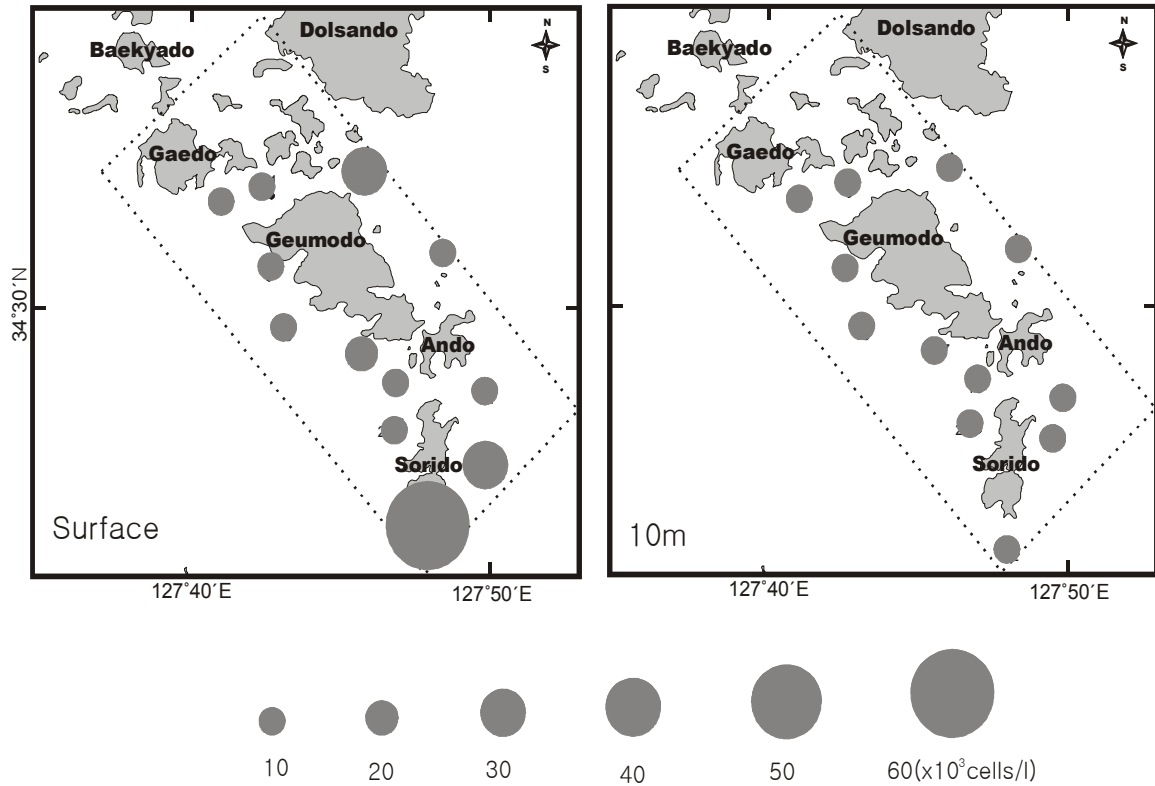 Dolsando
N
Baekyado
S
Gaedo
Geumodo
34°30′N
Ando
Sorido
Surface
127°40′E
127°50′E
Dolsando
N
Baekyado
S
Gaedo
Geumodo
Ando
Sorido
10m
127°40′E
127°50′E
10
20
30
40
50
60(x10³cells/l)